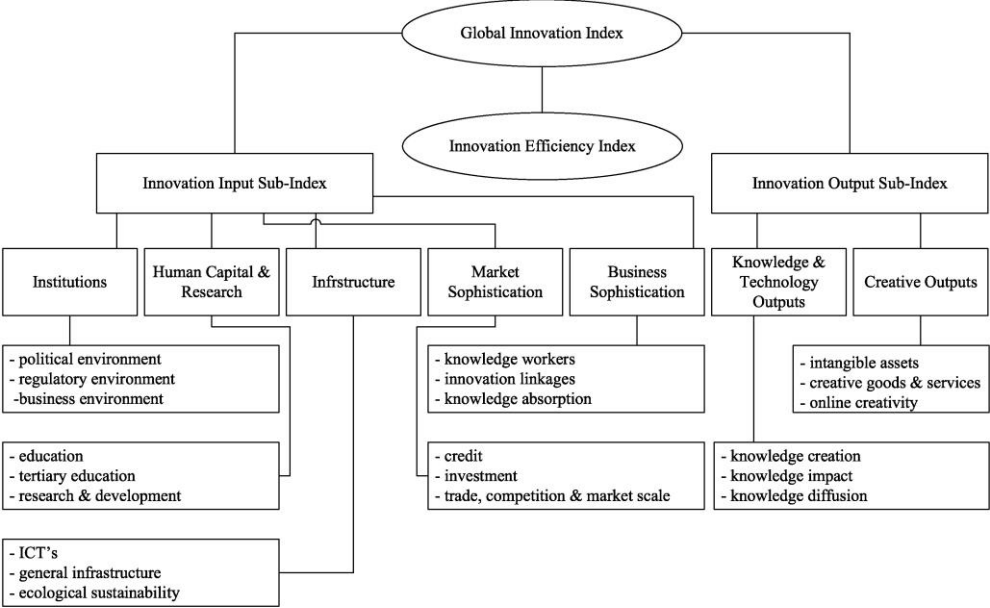 Global Innovation Index
Innovation Efficiency Index
Innovation Input Sub-Index
Innovation Output Sub-Index
Institutions
Human Capital &
Research
Infrstructure
Market
Sophistication
Business
Sophistication
Knowledge &
Technology
Outputs
Creative Outputs
- political environment
- regulatory environment
-business environment
- knowledge workers
- innovation linkages
- knowledge absorption
- intangible assets
- creative goods & services
- online creativity
- education
- tertiary education
- research & development
- credit
- investment
- trade, competition & market scale
- knowledge creation
- knowledge impact
- knowledge diffusion
- ICT's
- general infrastructure
- ecological sustainability